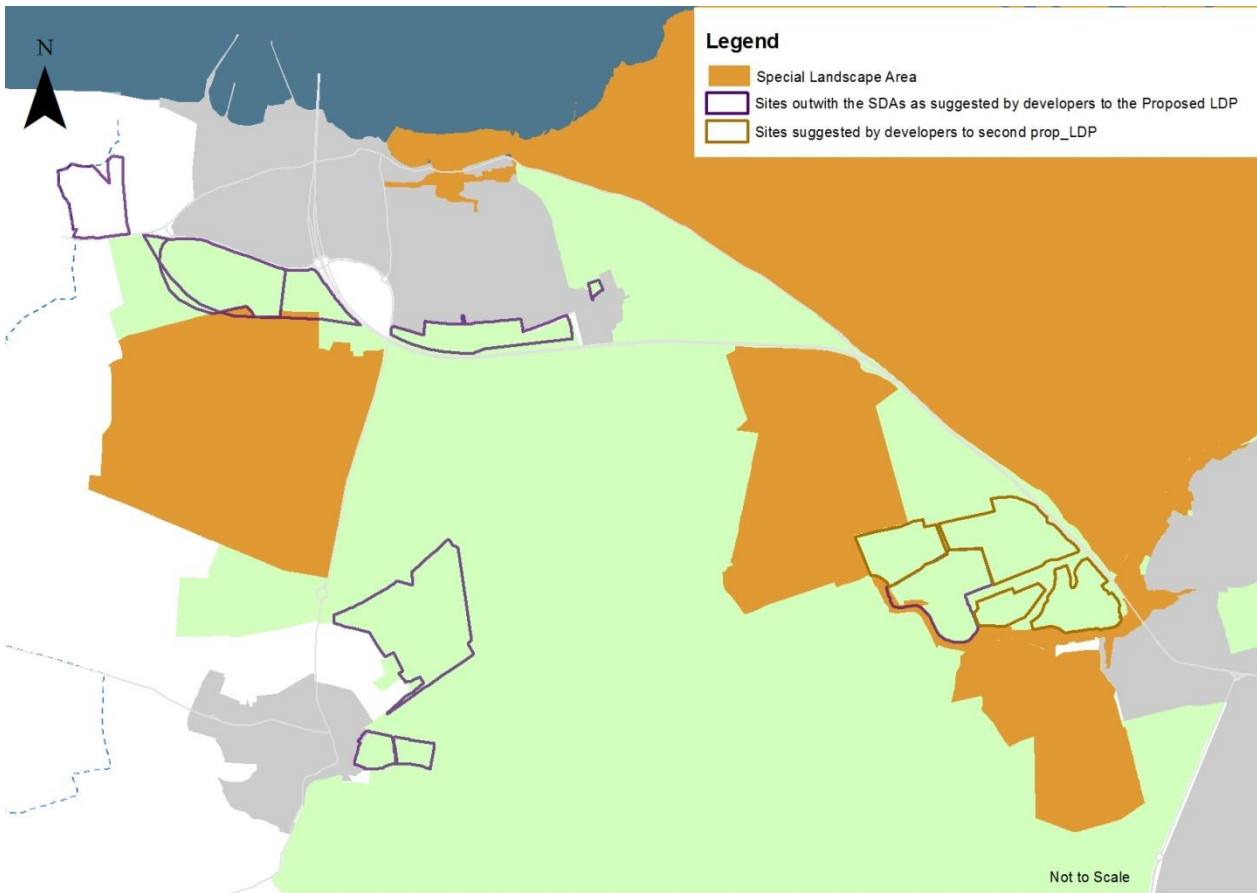 N
Legend
Special Landscape Area
Sites outwith the SDAs as suggested by developers to the Proposed LDP
Sites suggested by developers to second prop_LDP
Not to Scale